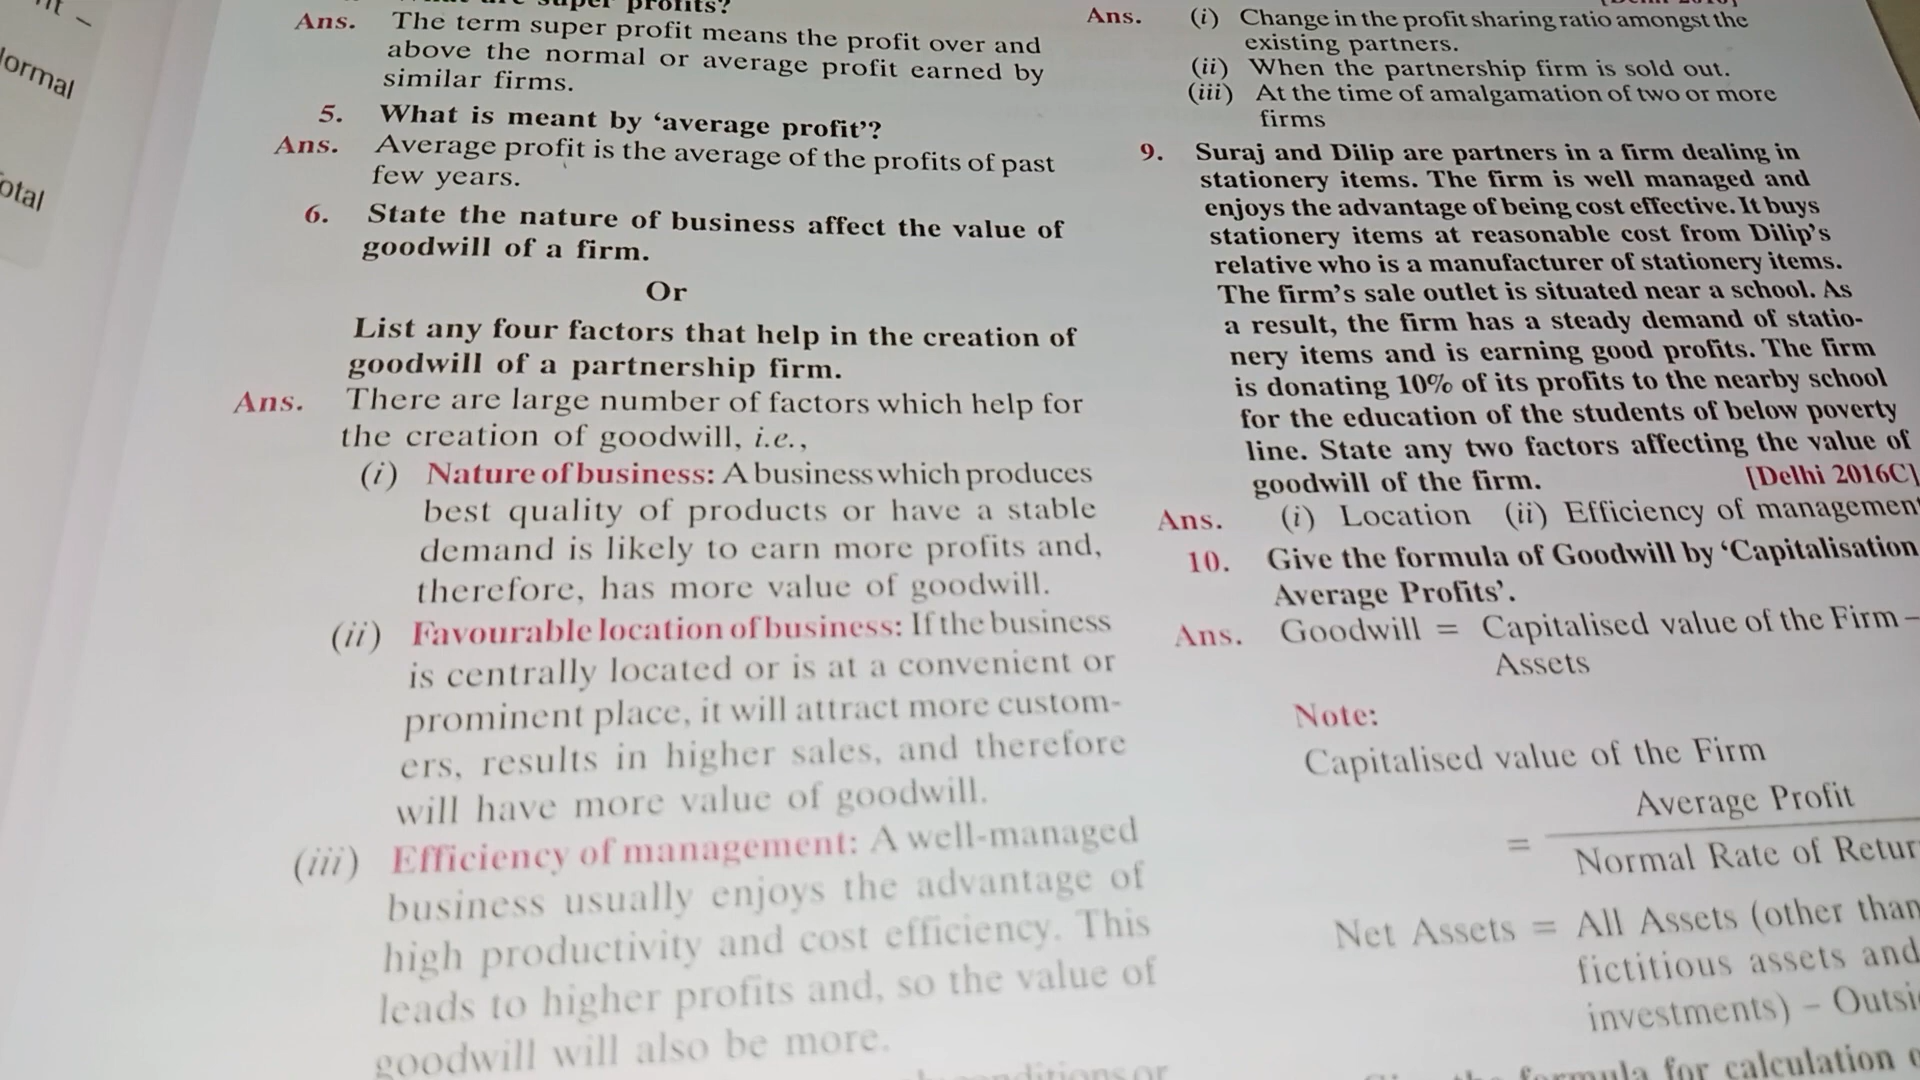 ormal
otal
profits?
Ans. The term super profit means the profit over and
above the normal or average profit earned by
similar firms.
5. What is meant by ‘average profit’?
Ans. Average profit is the average of the profits of past
few years.
6. State the nature of business affect the value of
goodwill of a firm.
Or
List any four factors that help in the creation of
goodwill of a partnership firm.
Ans. There are large number of factors which help for
the creation of goodwill, i.e.,
(i) Nature of business: A business which produces
best quality of products or have a stable
demand is likely to earn more profits and,
therefore, has more value of goodwill.
(ii) Favourable location of business: If the business
is centrally located or is at a convenient or
prominent place, it will attract more custom-
ers, results in higher sales, and therefore
will have more value of goodwill.
(iii) Efficiency of management: A well-managed
business usually enjoys the advantage of
high productivity and cost efficiency. This
leads to higher profits and, so the value of
goodwill will also be more.
Ans. (i) Change in the profit sharing ratio amongst the
existing partners.
(ii) When the partnership firm is sold out.
(iii) At the time of amalgamation of two or more
firms
9. Suraj and Dilip are partners in a firm dealing in
stationery items. The firm is well managed and
enjoys the advantage of being cost effective. It buys
stationery items at reasonable cost from Dilip’s
relative who is a manufacturer of stationery items.
The firm’s sale outlet is situated near a school. As
a result, the firm has a steady demand of statio-
nery items and is earning good profits. The firm
is donating 10% of its profits to the nearby school
for the education of the students of below poverty
line. State any two factors affecting the value of
goodwill of the firm. [Delhi 2016C]
Ans. (i) Location (ii) Efficiency of management
10. Give the formula of Goodwill by ‘Capitalisation
Average Profits’.
Ans. Goodwill = Capitalised value of the Firm –
Assets
Note:
Capitalised value of the Firm
Average Profit
=
Normal Rate of Retur
Net Assets = All Assets (other than
fictitious assets and
investments) – Outsi
formula for calculation